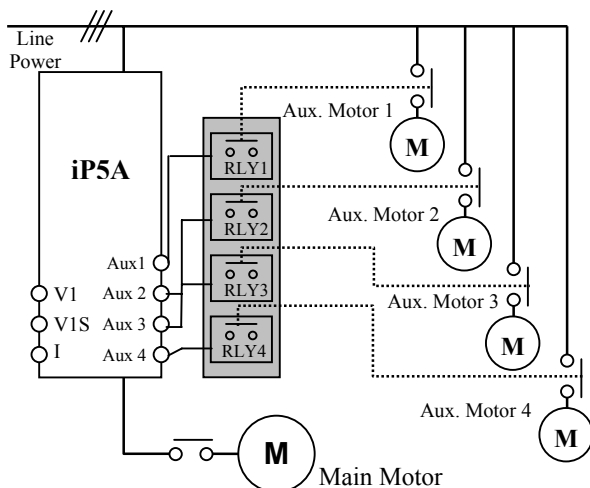 Line
Power
Aux. Motor 1
M
iP5A
RLY1
Aux. Motor 2
M
RLY2
Aux1
V1
Aux 2
RLY3
Aux. Motor 3
M
V1S
Aux 3
I
Aux 4
RLY4
Aux. Motor 4
M
M
Main Motor